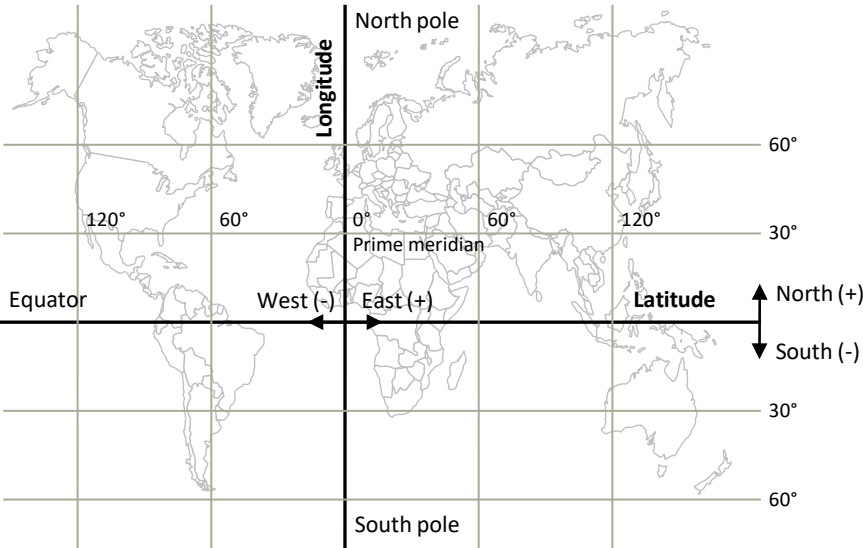 North pole
Longitude
60°
120°
60°
0°
60°
120°
30°
Prime meridian
Equator
West (-)
East (+)
Latitude
North (+)
South (-)
30°
60°
South pole